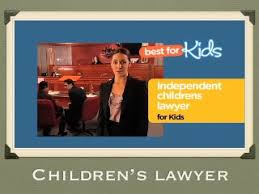 best for Kids
Independent
childrens
lawyer
for Kids
CHILDREN'S LAWYER